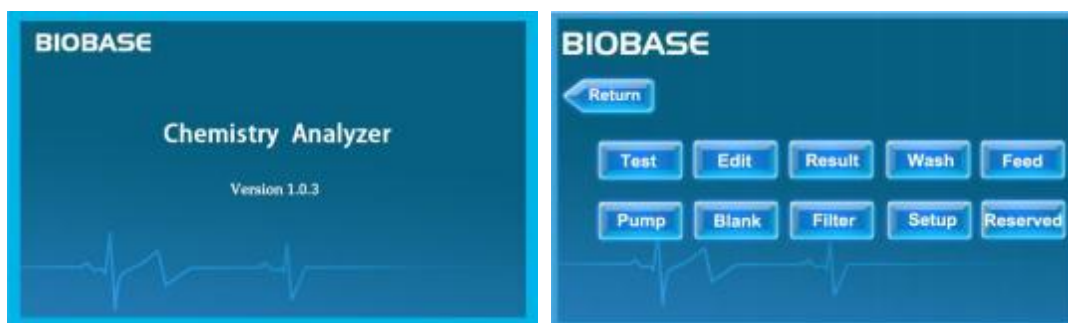 BIOBASE
Chemistry Analyzer
Version 1.0.3
BIOBASE
Return
Test Edit Result Wash Feed
Pump Blank Filter Setup Reserved